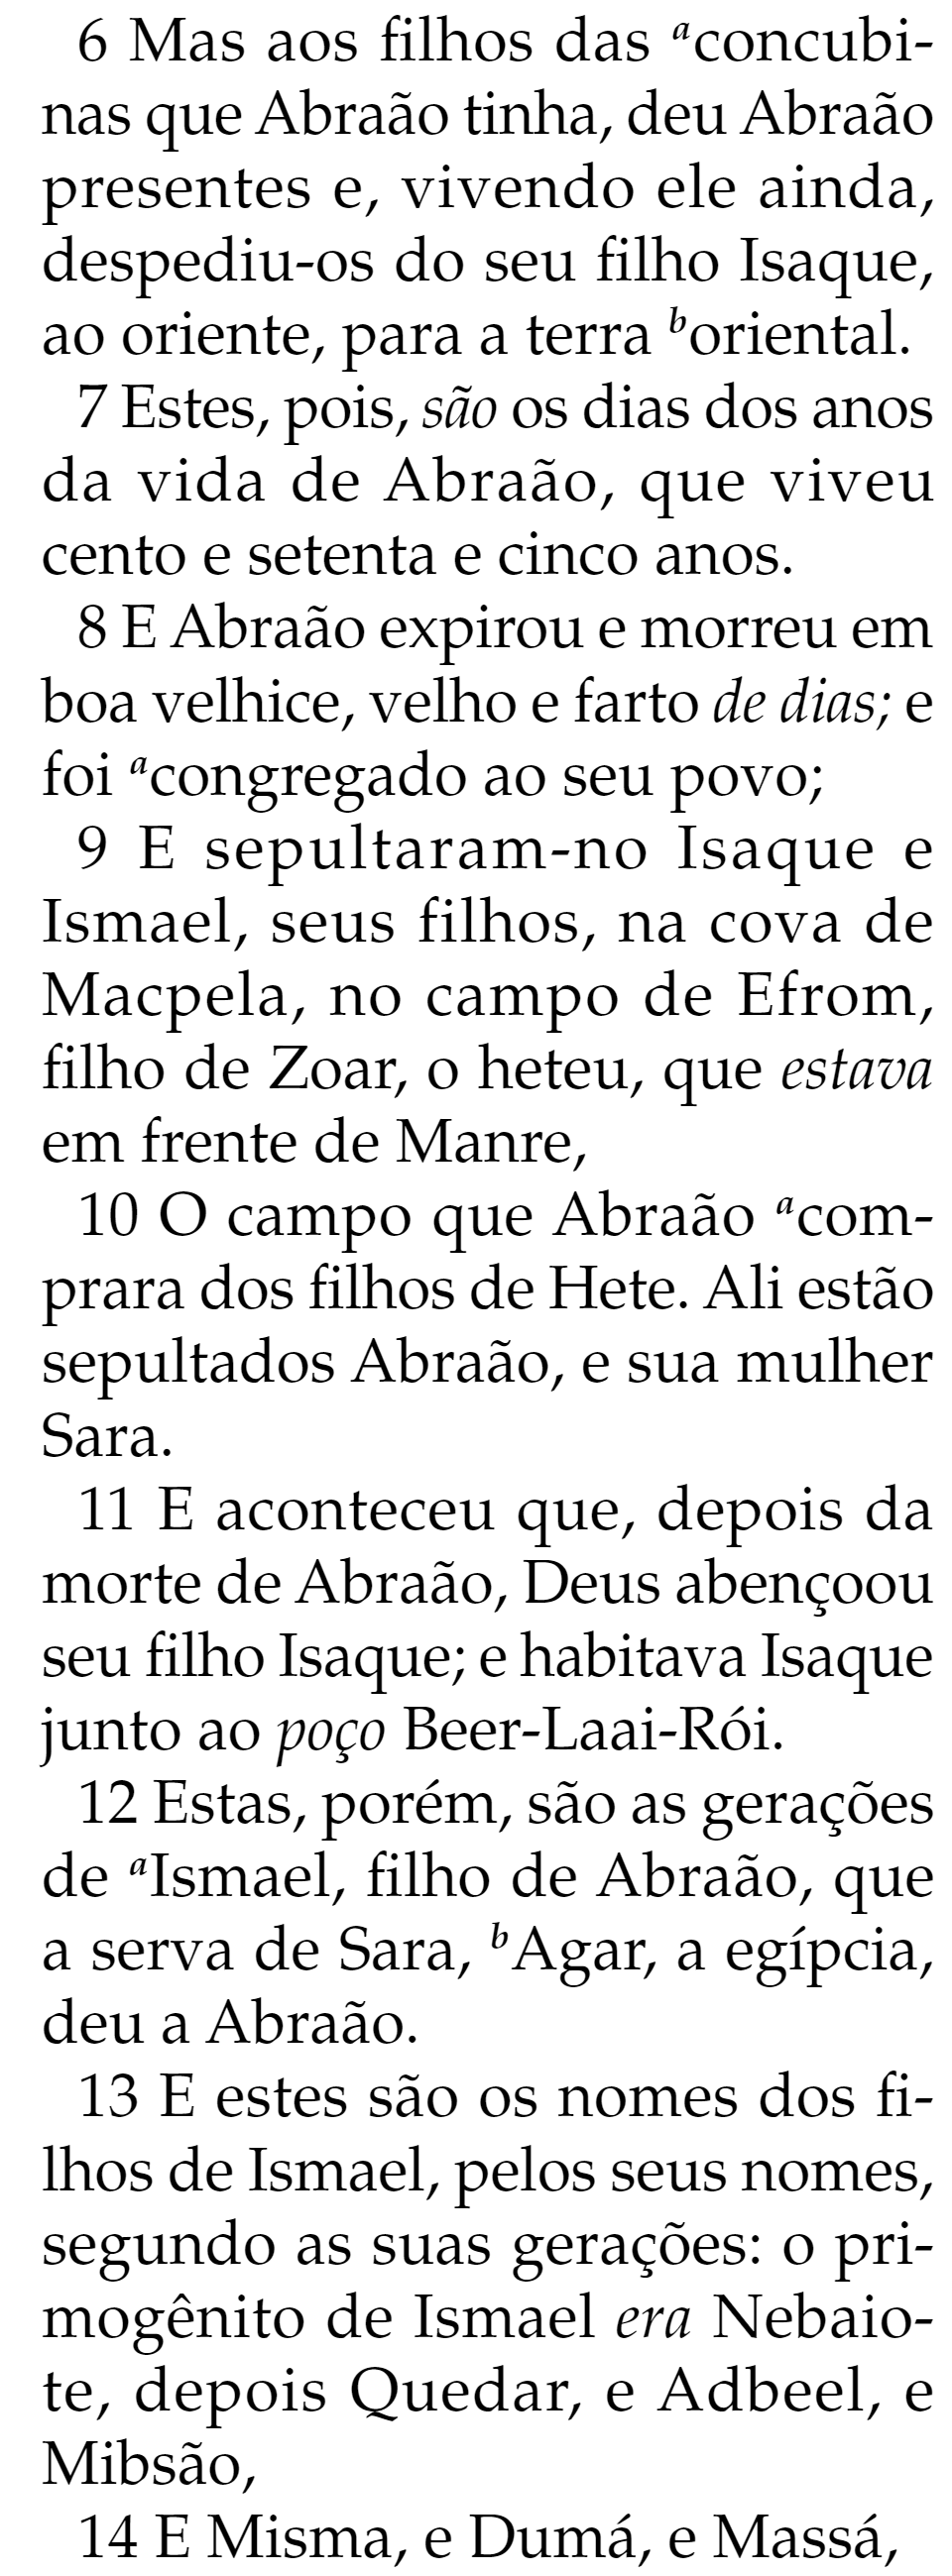 6 Mas aos filhos das ᵃconcubi-
nas que Abraão tinha, deu Abraão
presentes e, vivendo ele ainda,
despediu-os do seu filho Isaque,
ao oriente, para a terra ᵇoriental.
7 Estes, pois, são os dias dos anos
da vida de Abraão, que viveu
cento e setenta e cinco anos.
8 E Abraão expirou e morreu em
boa velhice, velho e farto de dias; e
foi ᵃcongregado ao seu povo;
9 E sepultaram-no Isaque e
Ismael, seus filhos, na cova de
Macpela, no campo de Efrom,
filho de Zoar, o heteu, que estava
em frente de Manre,
10 O campo que Abraão ᵃcom-
prara dos filhos de Hete. Ali estão
sepultados Abraão, e sua mulher
Sara.
11 E aconteceu que, depois da
morte de Abraão, Deus abençoou
seu filho Isaque; e habitava Isaque
junto ao poço Beer-Laai-Rói.
12 Estas, porém, são as gerações
de ᵃIsmael, filho de Abraão, que
a serva de Sara, ᵇAgar, a egípcia,
deu a Abraão.
13 E estes são os nomes dos fi-
lhos de Ismael, pelos seus nomes,
segundo as suas gerações: o pri-
mogênito de Ismael era Nebaio-
te, depois Quedar, e Adbeel, e
Mibsão,
14 E Misma, e Dumá, e Massá,